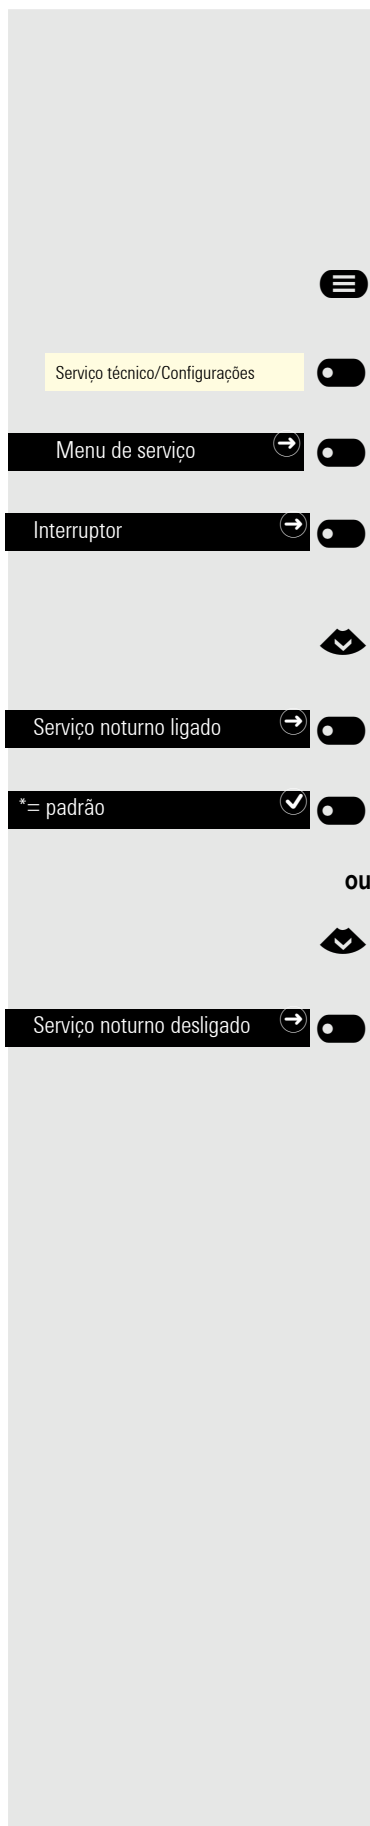 Serviço técnico/Configurações
Menu de serviço
Interruptor
Serviço noturno ligado
*= padrão
ou
Serviço noturno desligado